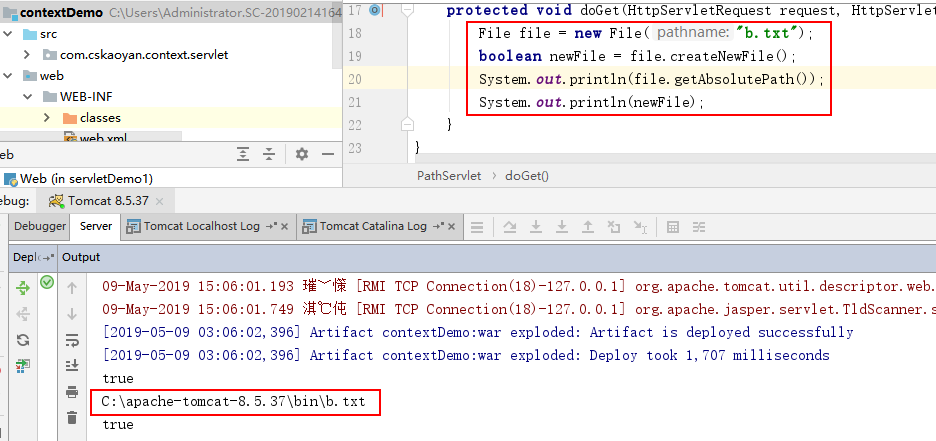 contextDemo C:\Users\Administrator.SC-20190214164
src
com.cskaoyan.context.servlet
web
WEB-INF
classes
web.xml
eb
Web (in servletDemo1)
17 protected void doGet(HttpServletRequest request, HttpServlet
18 File file = new File( pathname: "b.txt");
19 boolean newFile = file.createNewFile();
20 System.out.println(file.getAbsolutePath());
21 System.out.println(newFile);
22 }
23 }
PathServlet › doGet()
ebug: Tomcat 8.5.37
Debugger Server Tomcat Localhost Log Tomcat Catalina Log
Depl Output
09-May-2019 15:06:01.193 [RMI TCP Connection(18)-127.0.0.1] org.apache.tomcat.util.descriptor.web.
09-May-2019 15:06:01.749 [RMI TCP Connection(18)-127.0.0.1] org.apache.jasper.servlet.TldScanner.s
[2019-05-09 03:06:02,396] Artifact contextDemo:war exploded: Artifact is deployed successfully
[2019-05-09 03:06:02,396] Artifact contextDemo:war exploded: Deploy took 1,707 milliseconds
true
C:\apache-tomcat-8.5.37\bin\b.txt
true